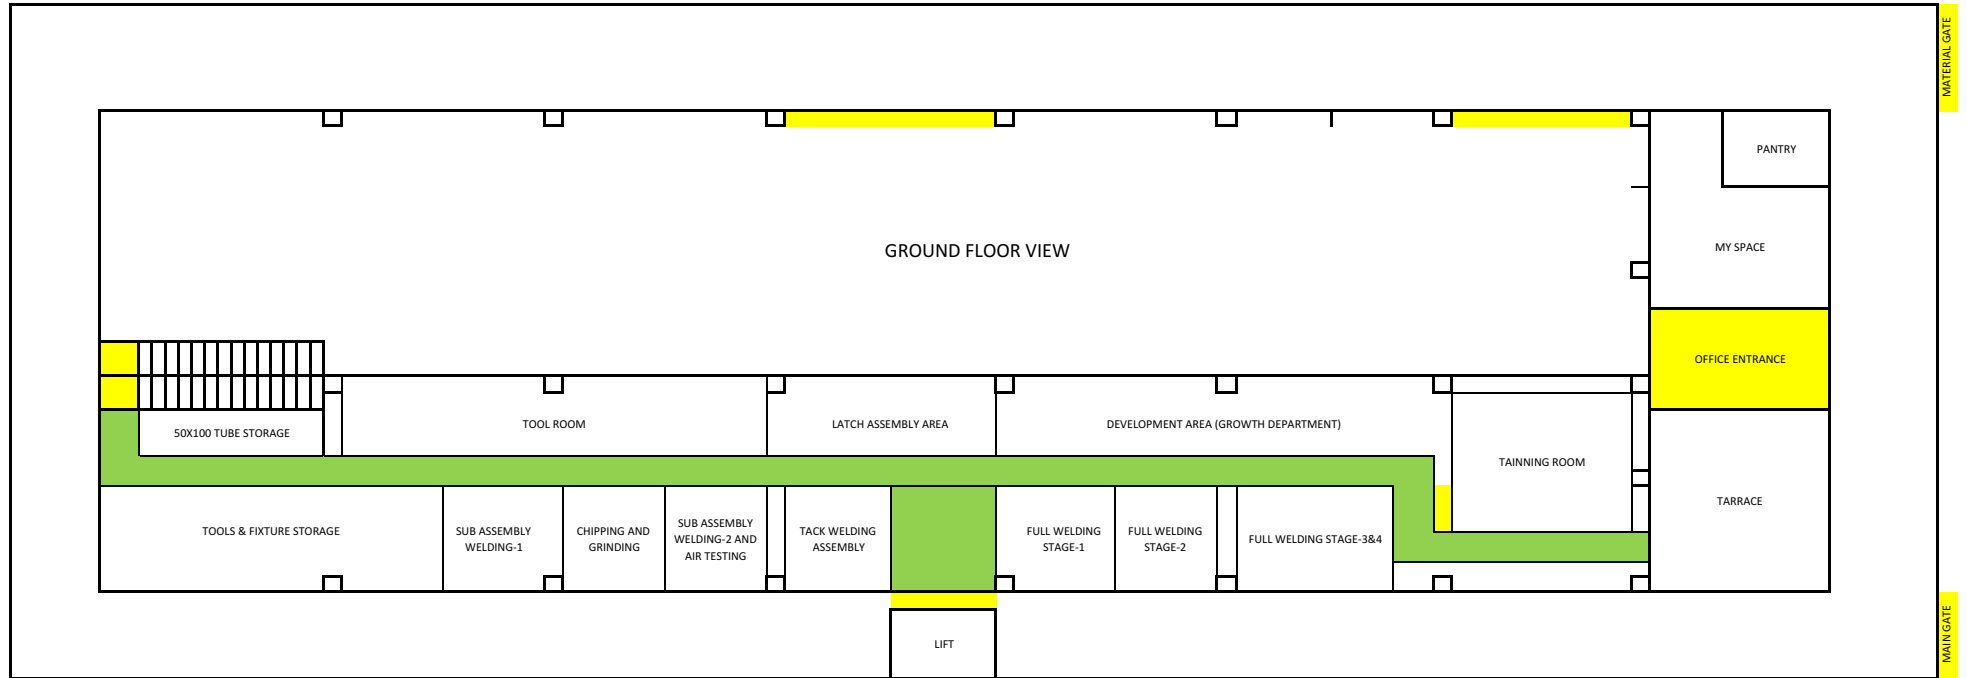 MATERIAL GATE
PANTRY
GROUND FLOOR VIEW
MY SPACE
OFFICE ENTRANCE
50X100 TUBE STORAGE
TOOL ROOM
LATCH ASSEMBLY AREA
DEVELOPMENT AREA (GROWTH DEPARTMENT)
TAINNING ROOM
TARRACE
TOOLS & FIXTURE STORAGE
SUB ASSEMBLY
WELDING-1
CHIPPING AND
GRINDING
SUB ASSEMBLY
WELDING-2 AND
AIR TESTING
TACK WELDING
ASSEMBLY
FULL WELDING
STAGE-1
FULL WELDING
STAGE-2
FULL WELDING STAGE-3&4
LIFT
MAIN GATE